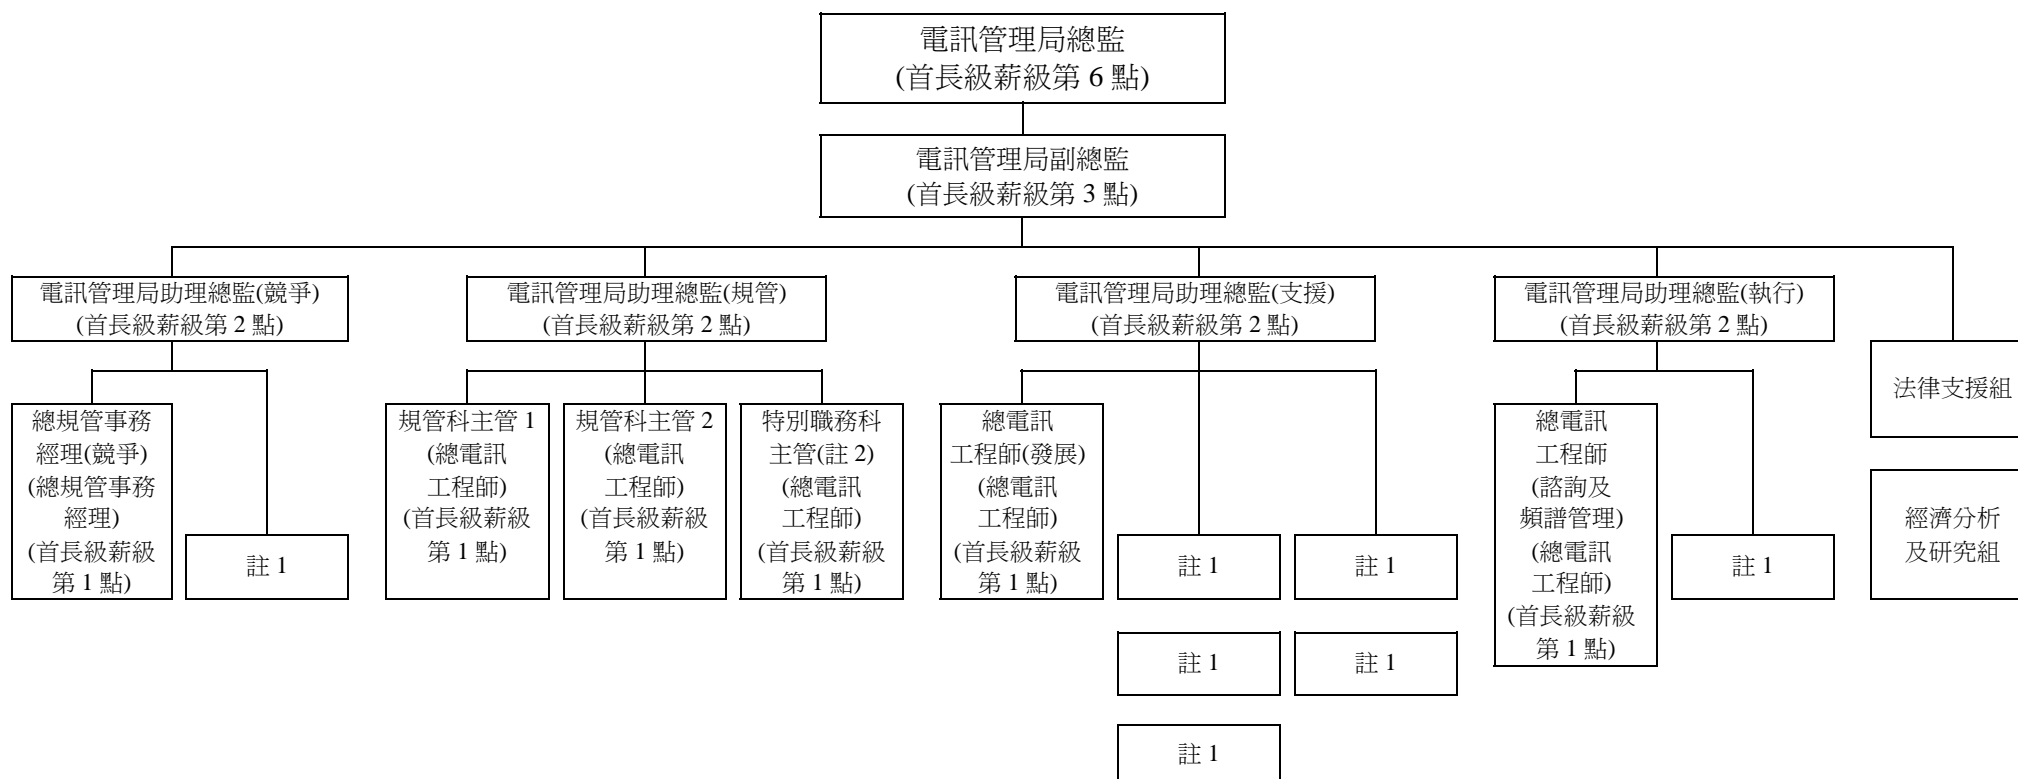 電訊管理局總監
(首長級薪級第 6 點)
電訊管理局副總監
(首長級薪級第 3 點)
電訊管理局助理總監(競爭)
(首長級薪級第 2 點)
電訊管理局助理總監(規管)
(首長級薪級第 2 點)
電訊管理局助理總監(支援)
(首長級薪級第 2 點)
電訊管理局助理總監(執行)
(首長級薪級第 2 點)
法律支援組
總規管事務
經理(競爭)
(總規管事務
經理)
(首長級薪級
第 1 點)
註 1
規管科主管 1
(總電訊
工程師)
(首長級薪級
第 1 點)
規管科主管 2
(總電訊
工程師)
(首長級薪級
第 1 點)
特別職務科
主管(註 2)
(總電訊
工程師)
(首長級薪級
第 1 點)
總電訊
工程師(發展)
(總電訊
工程師)
(首長級薪級
第 1 點)
註 1
註 1
註 1
註 1
註 1
總電訊
工程師
(諮詢及
頻譜管理)
(總電訊
工程師)
(首長級薪級
第 1 點)
註 1
經濟分析
及研究組